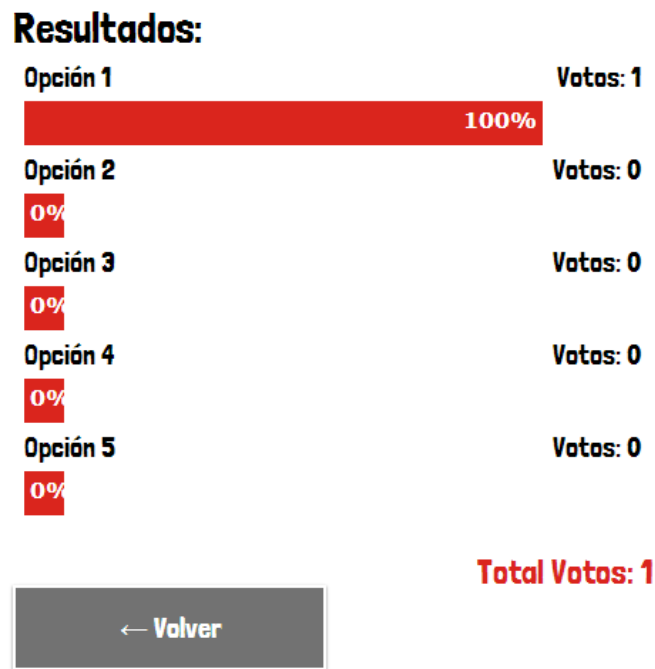 Resultados:
Opción 1 Votos: 1
100%
Opción 2 Votos: 0
0%
Opción 3 Votos: 0
0%
Opción 4 Votos: 0
0%
Opción 5 Votos: 0
0%
Total Votos: 1
← Volver